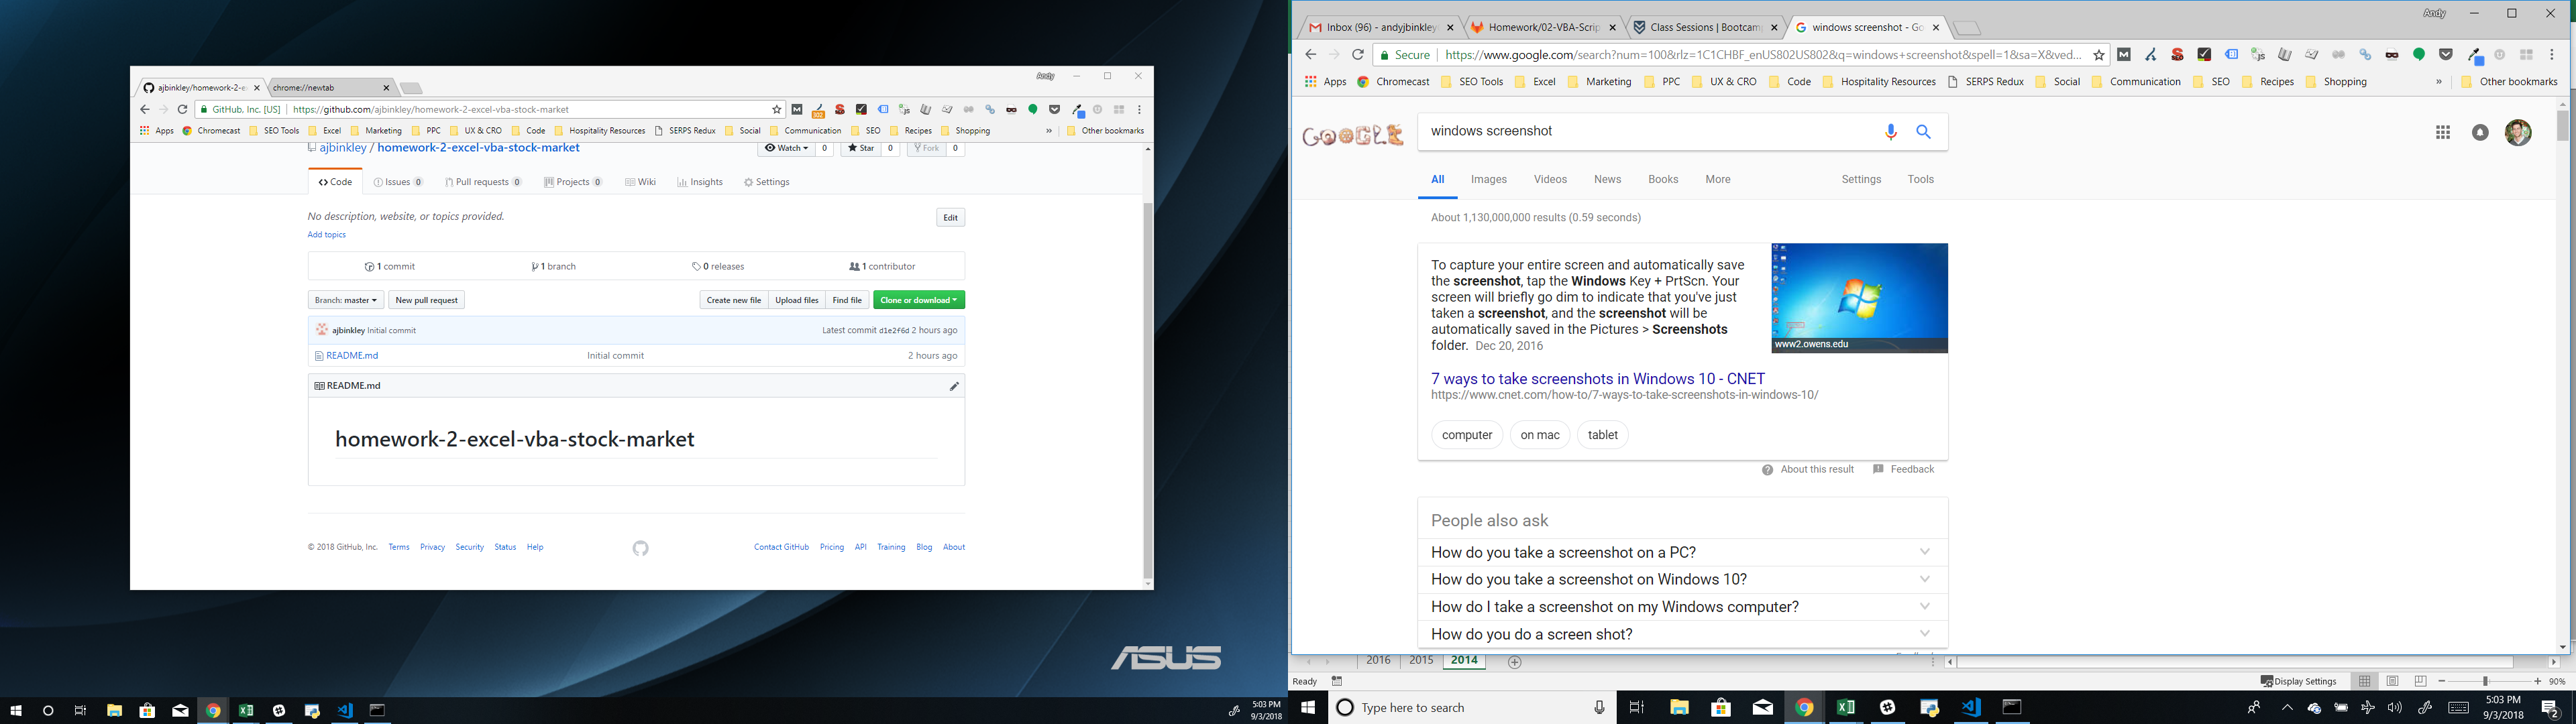 Andy
ajbinkley/homework-2-e
chrome://newtab
GitHub, Inc. [US]
https://github.com/ajbinkley/homework-2-excel-vba-stock-market
302
Apps Chromecast SEO Tools Excel Marketing PPC UX & CRO Code Hospitality Resources SERPS Redux Social Communication SEO Recipes Shopping » Other bookmarks
ajbinkley / homework-2-excel-vba-stock-market
Watch 0 Star 0 Fork 0
Code Issues 0 Pull requests 0 Projects 0 Wiki Insights Settings
No description, website, or topics provided.
Edit
Add topics
1 commit 1 branch 0 releases 1 contributor
Branch: master New pull request Create new file Upload files Find file Clone or download
ajbinkley Initial commit Latest commit d1e2f6d 2 hours ago
README.md Initial commit 2 hours ago
README.md
homework-2-excel-vba-stock-market
© 2018 GitHub, Inc. Terms Privacy Security Status Help Contact GitHub Pricing API Training Blog About
ASUS
5:03 PM
9/3/2018
Andy
Inbox (96) - andyjbinkley
Homework/02-VBA-Scrip
Class Sessions | Bootcam
windows screenshot - Go
Secure
https://www.google.com/search?num=100&rlz=1C1CHBF_enUS802US802&q=windows+screenshot&spell=1&sa=X&ved...
Apps Chromecast SEO Tools Excel Marketing PPC UX & CRO Code Hospitality Resources SERPS Redux Social Communication SEO Recipes Shopping » Other bookmarks
GOOGLE
windows screenshot
All Images Videos News Books More Settings Tools
About 1,130,000,000 results (0.59 seconds)
To capture your entire screen and automatically save
the screenshot, tap the Windows Key + PrtScn. Your
screen will briefly go dim to indicate that you've just
taken a screenshot, and the screenshot will be
automatically saved in the Pictures > Screenshots
folder. Dec 20, 2016
www2.owens.edu
7 ways to take screenshots in Windows 10 - CNET
https://www.cnet.com/how-to/7-ways-to-take-screenshots-in-windows-10/
computer on mac tablet
About this result Feedback
People also ask
How do you take a screenshot on a PC?
How do you take a screenshot on Windows 10?
How do I take a screenshot on my Windows computer?
How do you do a screen shot?
2016 2015 2014
Ready
Display Settings
90%
Type here to search
5:03 PM
9/3/2018
2